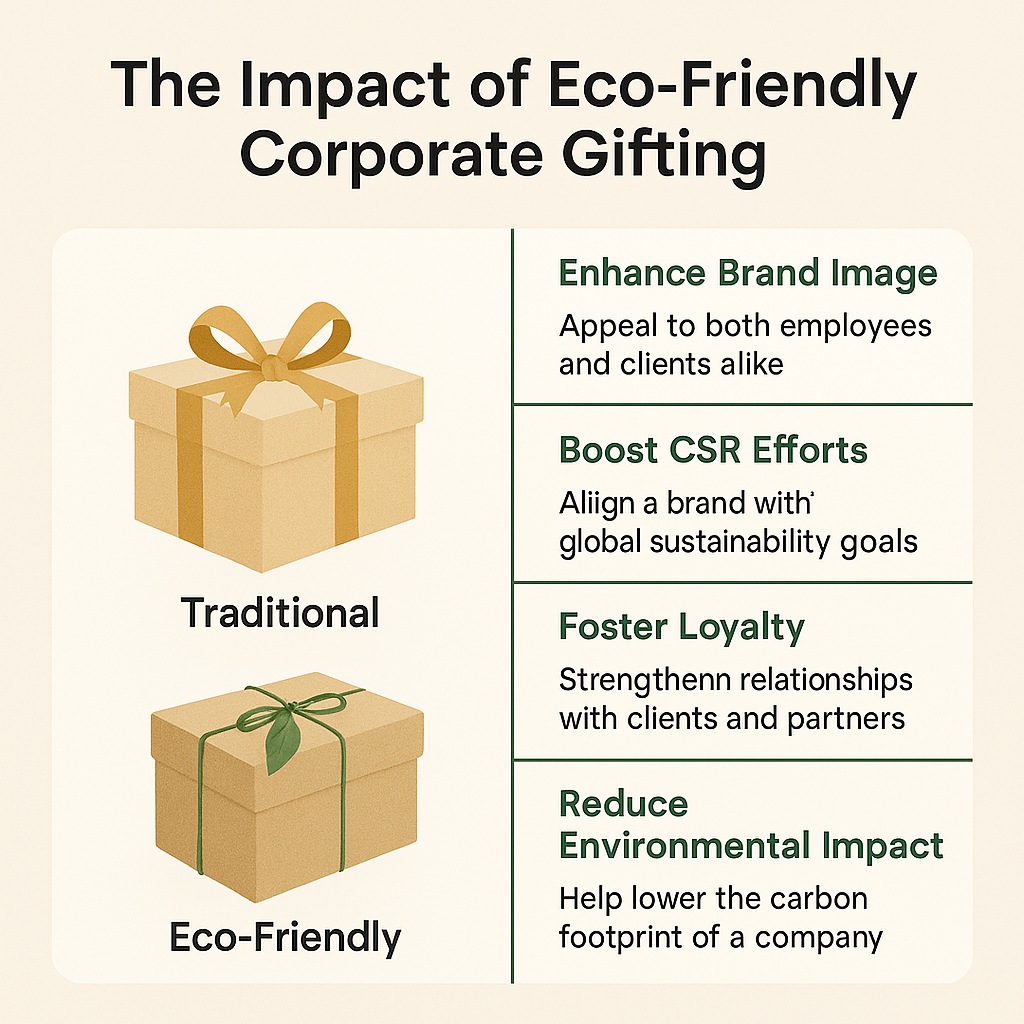 The Impact of Eco-Friendly
Corporate Gifting
Traditional
Eco-Friendly
Enhance Brand Image
Appeal to both employees
and clients alike
Boost CSR Efforts
Aliign a brand with
global sustainability goals
Foster Loyalty
Strengthenn relationships
with clients and partners
Reduce
Environmental Impact
Help lower the carbon
footprint of a company